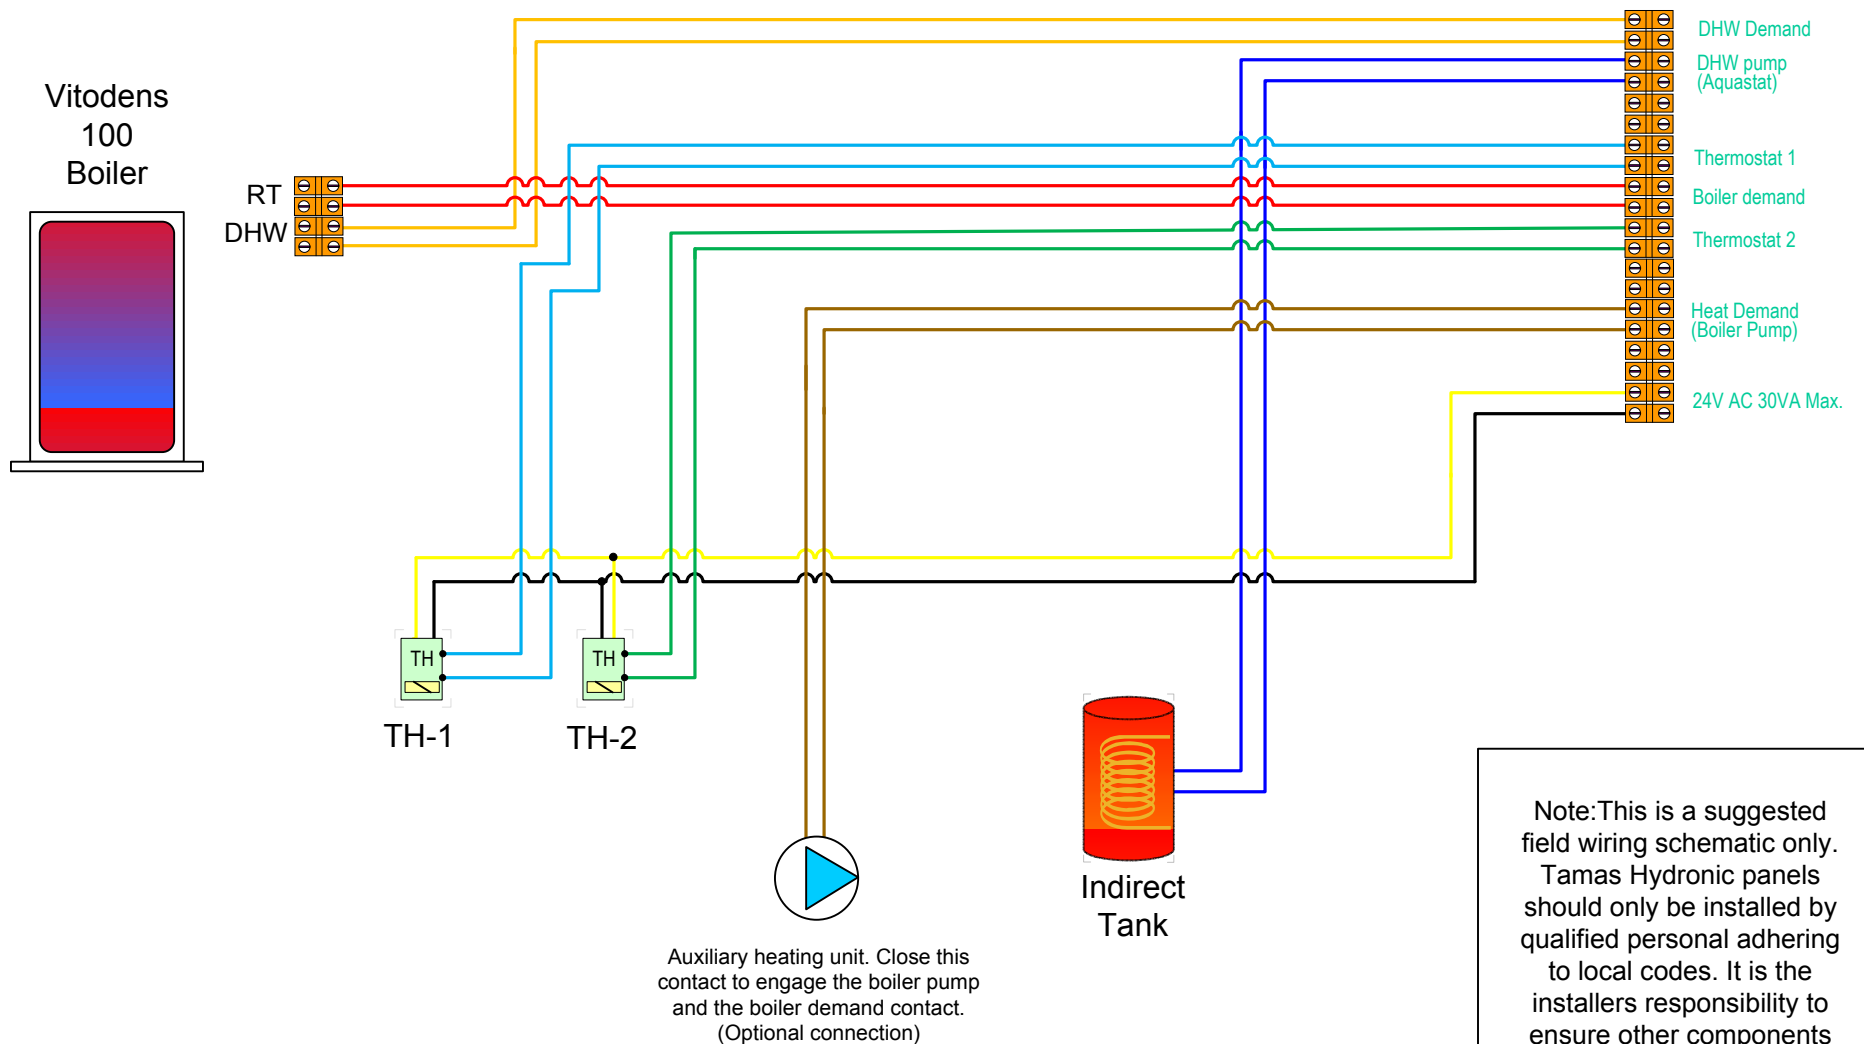 Vitodens
100
Boiler
RT
DHW
DHW Demand
DHW pump
(Aquastat)
Thermostat 1
Boiler demand
Thermostat 2
Heat Demand
(Boiler Pump)
24V AC 30VA Max.
TH
TH
TH-1
TH-2
Indirect
Tank
Auxiliary heating unit. Close this
contact to engage the boiler pump
and the boiler demand contact.
(Optional connection)
Note:This is a suggested
field wiring schematic only.
Tamas Hydronic panels
should only be installed by
qualified personal adhering
to local codes. It is the
installers responsibility to
ensure other components